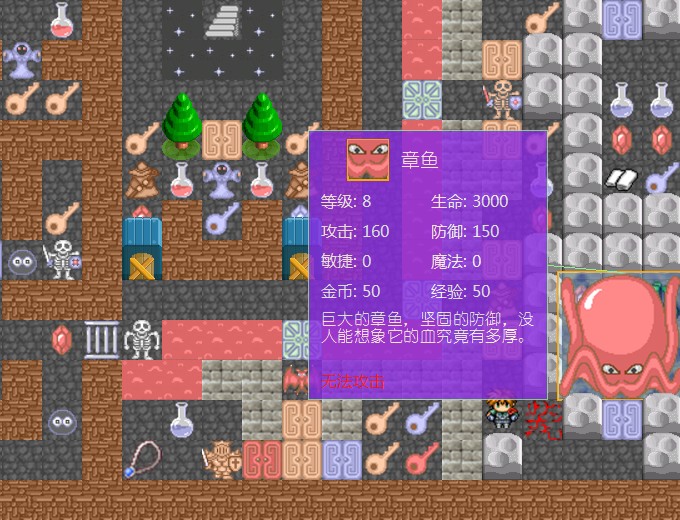 章鱼
等级: 8 生命: 3000
攻击: 160 防御: 150
敏捷: 0 魔法: 0
金币: 50 经验: 50
巨大的章鱼，坚固的防御，没
人能想象它的血究竟有多厚。
无法攻击